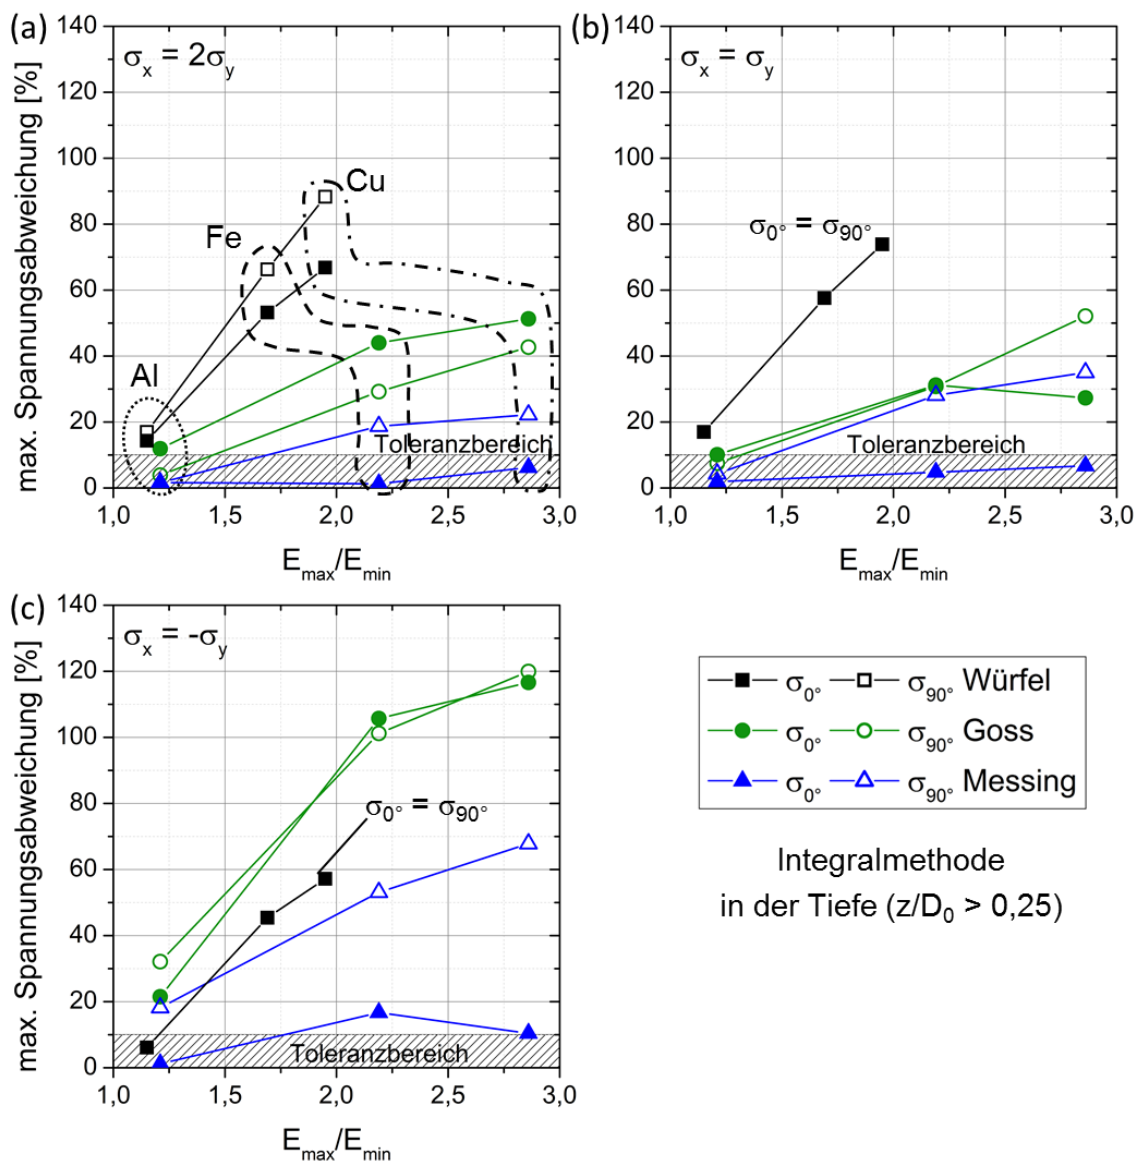 (a)
σx = 2σy
max. Spannungsabweichung [%]
140
120
100
80
60
40
20
0
Cu
Fe
Al
Toleranzbereich
1,0
1,5
2,0
2,5
3,0
Emax/Emin
(b)
σx = σy
max. Spannungsabweichung [%]
140
120
100
80
60
40
20
0
σ0° = σ90°
Toleranzbereich
1,0
1,5
2,0
2,5
3,0
Emax/Emin
(c)
σx = -σy
max. Spannungsabweichung [%]
140
120
100
80
60
40
20
0
σ0° = σ90°
Toleranzbereich
1,0
1,5
2,0
2,5
3,0
Emax/Emin
σ0° σ90° Würfel
σ0° σ90° Goss
σ0° σ90° Messing
Integralmethode
in der Tiefe (z/D0 > 0,25)